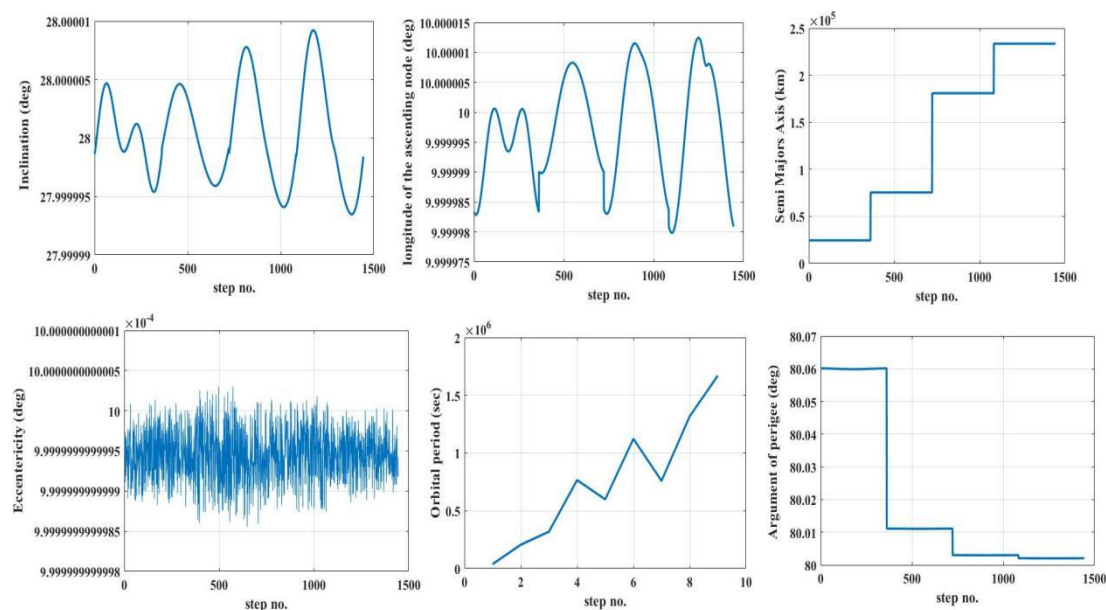 28.00001
28.000005
28
27.999995
27.99999
Inclination (deg)
0 500 1000 1500
step no.
10.000015
10.00001
10.000005
10
9.999995
9.99999
9.999985
9.99998
9.999975
longitude of the ascending node (deg)
0 500 1000 1500
step no.
×10^5
2.5
2
1.5
1
0.5
0
Semi Majors Axis (km)
0 500 1000 1500
step no.
×10^-4
10.000000000001
10.0000000000005
10
9.9999999999995
9.999999999999
9.9999999999985
9.999999999998
Eccentericity (deg)
0 500 1000 1500
step no.
×10^6
2
1.5
1
0.5
0
Orbital period (sec)
0 2 4 6 8 10
step no.
80.07
80.06
80.05
80.04
80.03
80.02
80.01
80
Argument of perigee (deg)
0 500 1000 1500
step no.